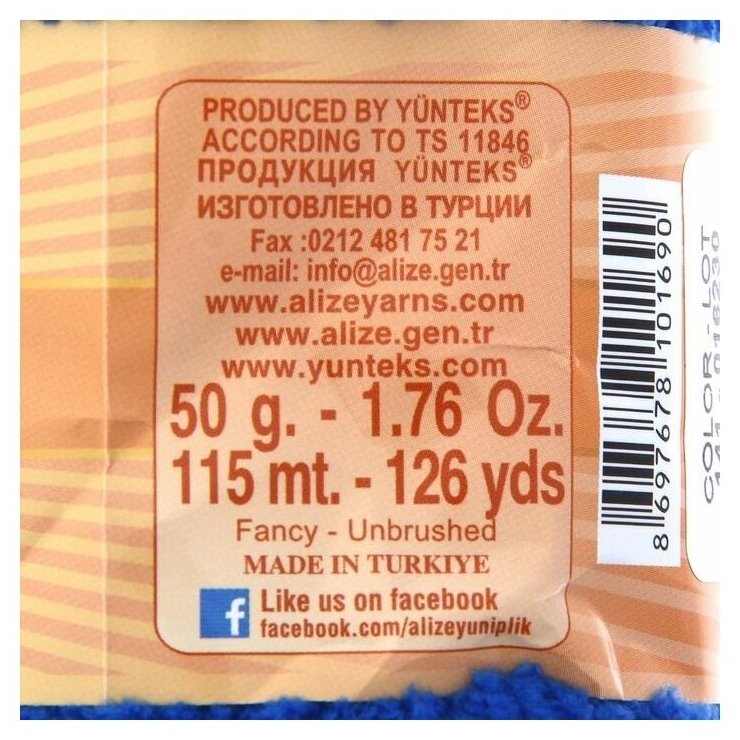 PRODUCED BY YÜNTEKS®
ACCORDING TO TS 11846
ПРОДУКЦИЯ YÜNTEKS®
ИЗГОТОВЛЕНО В ТУРЦИИ
Fax :0212 481 75 21
e-mail: info@alize.gen.tr
www.alizeyarns.com
www.alize.gen.tr
www.yunteks.com
50 g. - 1.76 Oz.
115 mt. - 126 yds
Fancy - Unbrushed
MADE IN TURKIYE
f Like us on facebook
facebook.com/alizeyuniplik
8 697678 101690
COLOR - LOT